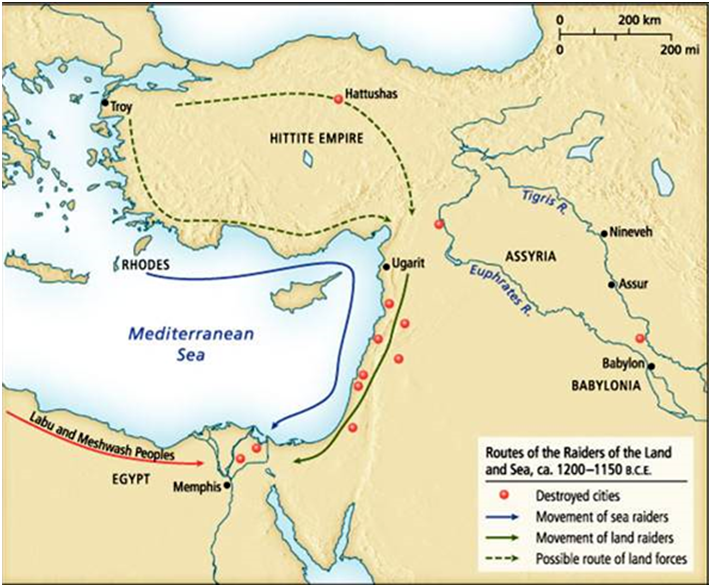 0 200 km
0 200 mi
Troy
Hattushas
HITTITE EMPIRE
Tigris R.
Nineveh
RHODES
Ugarit
ASSYRIA
Euphrates R.
Assur
Mediterranean
Sea
Babylon
BABYLONIA
Labu and Meshwash Peoples
EGYPT
Memphis
Routes of the Raiders of the Land
and Sea, ca. 1200–1150 B.C.E.
Destroyed cities
Movement of sea raiders
Movement of land raiders
Possible route of land forces